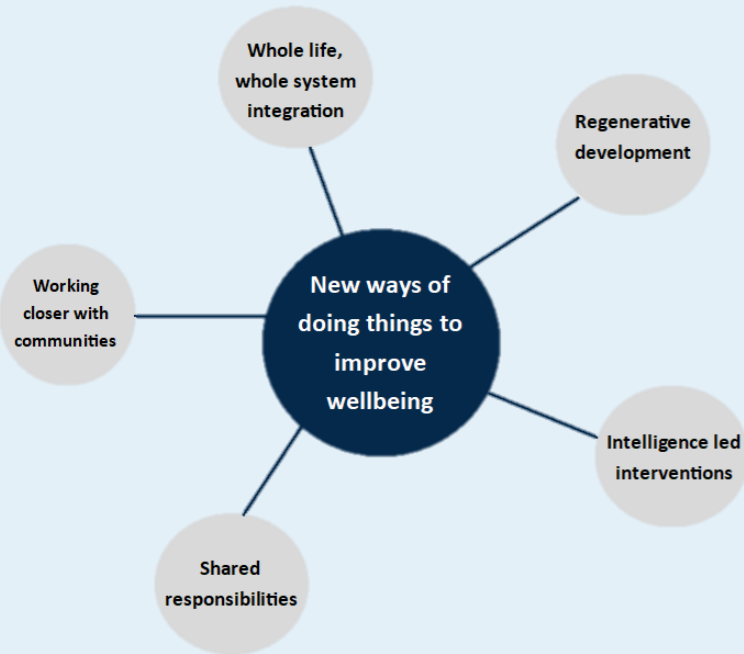 Whole life,
whole system
integration
Regenerative
development
New ways of
doing things to
improve
wellbeing
Working
closer with
communities
Intelligence led
interventions
Shared
responsibilities